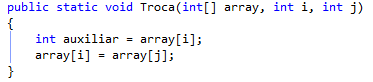 public static void Troca(int[] array, int i, int j)
{
    int auxiliar = array[i];
    array[i] = array[j];
}